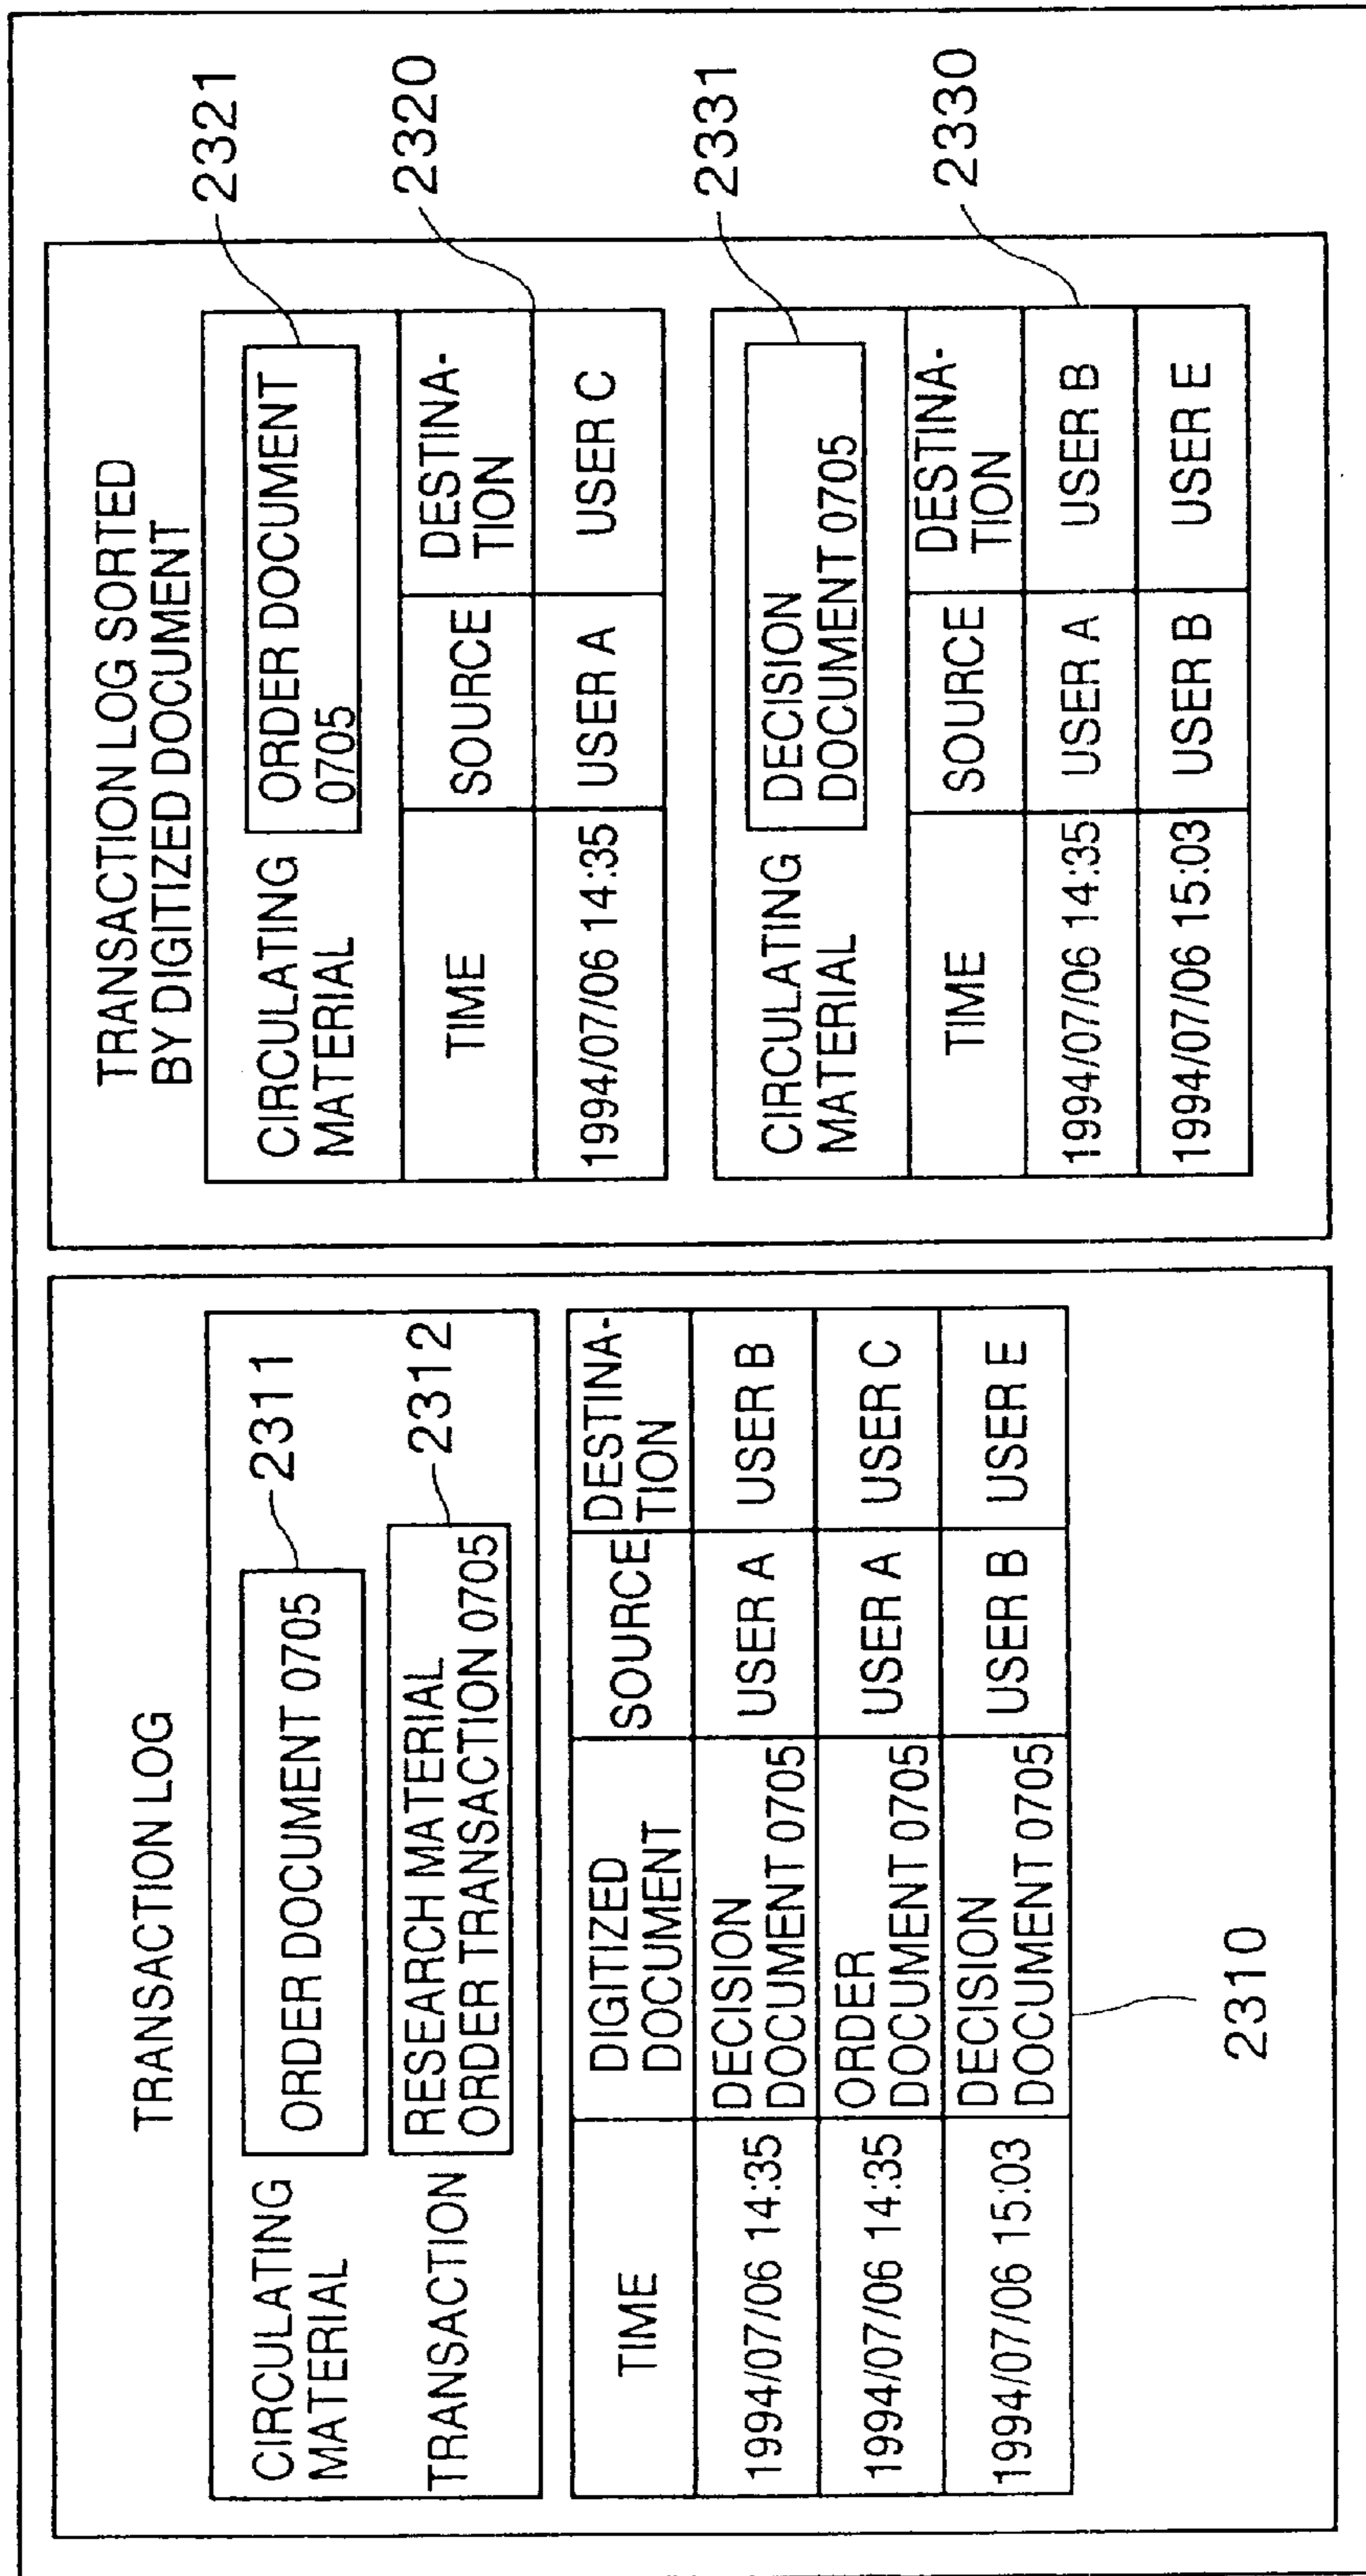 TRANSACTION LOG
CIRCULATING
MATERIAL
ORDER DOCUMENT 0705
2311
TRANSACTION
RESEARCH MATERIAL
ORDER TRANSACTION 0705
2312
TIME
DIGITIZED
DOCUMENT
SOURCE
DESTINA-
TION
1994/07/06 14:35
DECISION
DOCUMENT 0705
USER A
USER B
1994/07/06 14:35
ORDER
DOCUMENT 0705
USER A
USER C
1994/07/06 15:03
DECISION
DOCUMENT 0705
USER B
USER E
2310
TRANSACTION LOG SORTED
BY DIGITIZED DOCUMENT
CIRCULATING
MATERIAL
ORDER DOCUMENT
0705
2321
TIME
SOURCE
DESTINA-
TION
2320
1994/07/06 14:35
USER A
USER C
CIRCULATING
MATERIAL
DECISION
DOCUMENT 0705
2331
TIME
SOURCE
DESTINA-
TION
1994/07/06 14:35
USER A
USER B
2330
1994/07/06 15:03
USER B
USER E